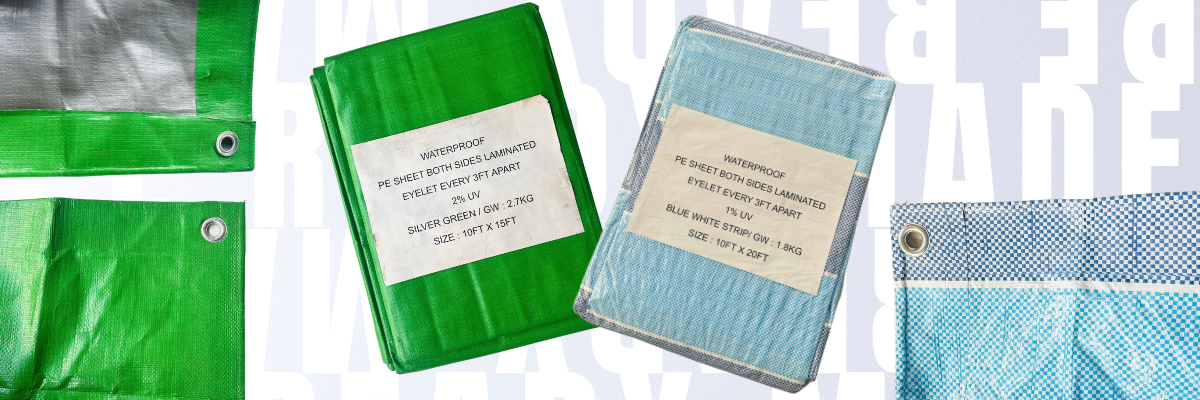 WATERPROOF
PE SHEET BOTH SIDES LAMINATED
EYELET EVERY 3FT APART
2% UV
SILVER GREEN / GW : 2.7KG
SIZE : 10FT X 15FT
WATERPROOF
PE SHEET BOTH SIDES LAMINATED
EYELET EVERY 3FT APART
1% UV
BLUE WHITE STRIP/ GW : 1.8KG
SIZE : 10FT X 20FT